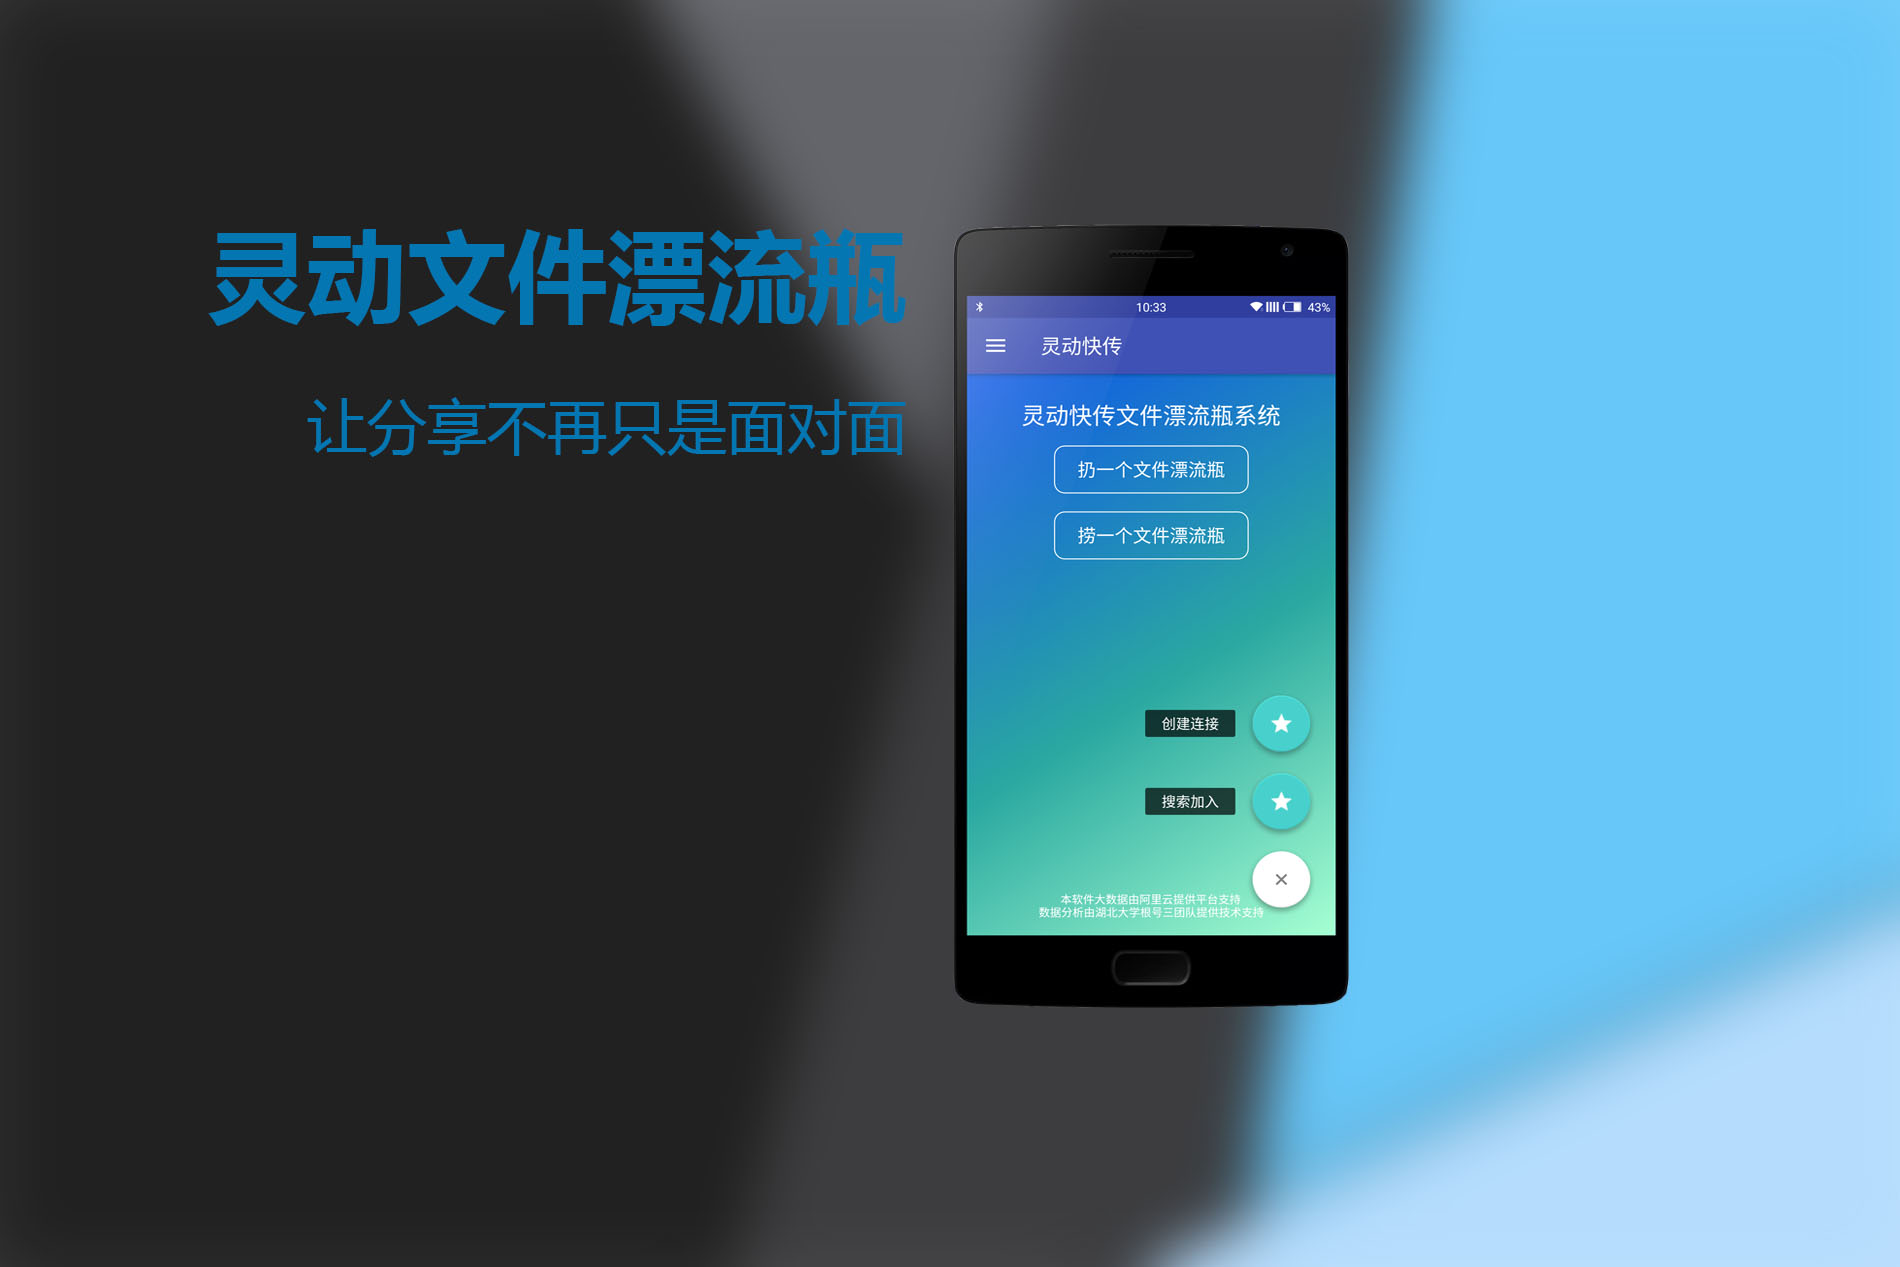 灵动文件漂流瓶
让分享不再只是面对面
10:33
43%
灵动快传
灵动快传文件漂流瓶系统
扔一个文件漂流瓶
捞一个文件漂流瓶
创建连接
搜索加入
本软件大数据由阿里云提供平台支持
数据分析由湖北大学根号三团队提供技术支持